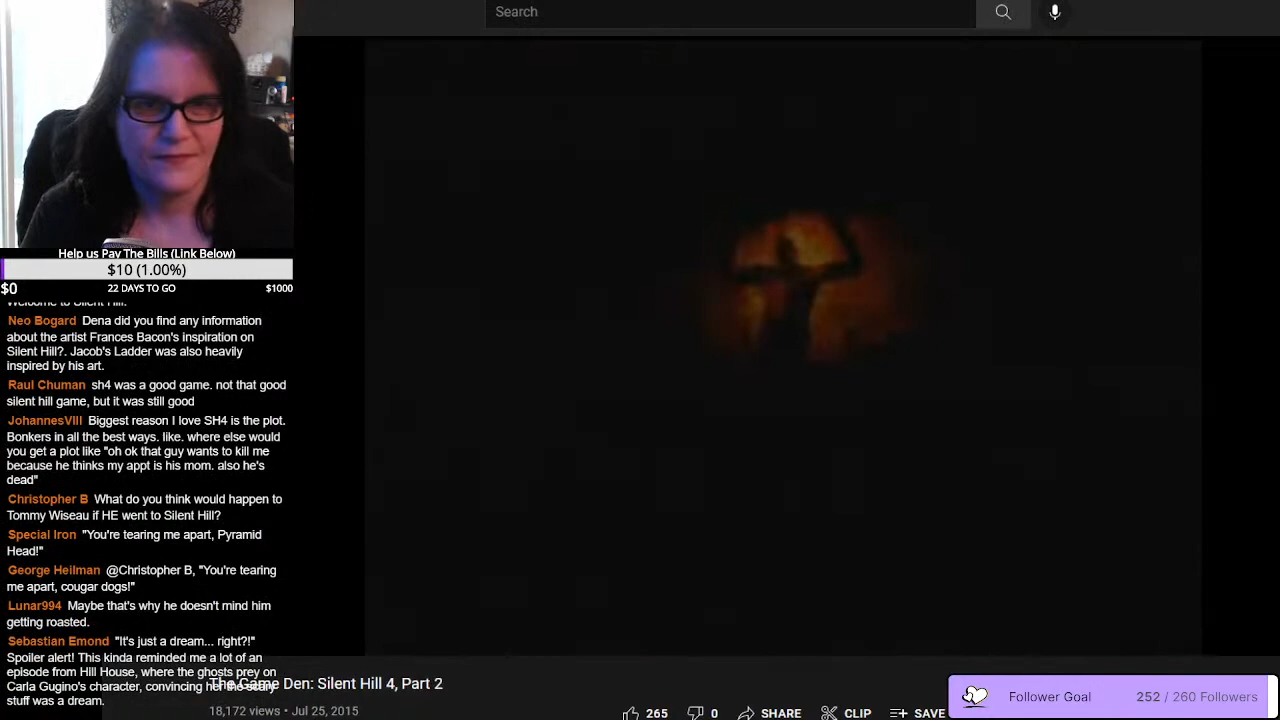 Search
Help us Pay The Bills (Link Below)
$10 (1.00%)
$0 22 DAYS TO GO $1000
Welcome to Silent Hill.
Neo Bogard Dena did you find any information
about the artist Frances Bacon's inspiration on
Silent Hill?. Jacob's Ladder was also heavily
inspired by his art.
Raul Chuman sh4 was a good game. not that good
silent hill game, but it was still good
JohannesVIII Biggest reason I love SH4 is the plot.
Bonkers in all the best ways. like. where else would
you get a plot like "oh ok that guy wants to kill me
because he thinks my appt is his mom. also he's
dead"
Christopher B What do you think would happen to
Tommy Wiseau if HE went to Silent Hill?
Special Iron "You're tearing me apart, Pyramid
Head!"
George Heilman @Christopher B, "You're tearing
me apart, cougar dogs!"
Lunar994 Maybe that's why he doesn't mind him
getting roasted.
Sebastian Emond "It's just a dream... right?!"
Spoiler alert! This kinda reminded me a lot of an
episode from HIll House, where the ghosts prey on
Carla Gugino's character, convincing her the scary
stuff was a dream.
The Game Den: Silent Hill 4, Part 2
18,172 views • Jul 25, 2015
265 0 SHARE CLIP SAVE
Follower Goal 252 / 260 Followers